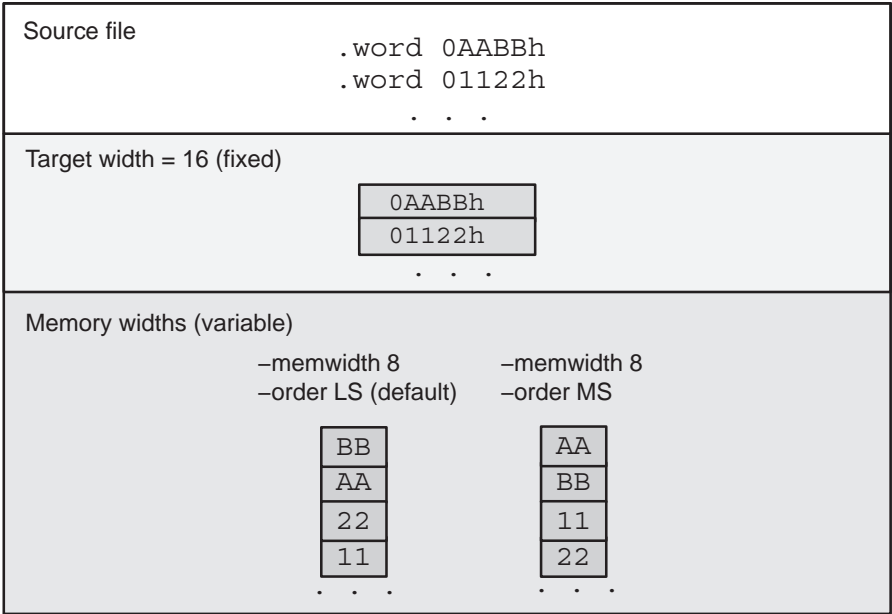 Source file
.word 0AABBh
.word 01122h
. . .
Target width = 16 (fixed)
0AABBh
01122h
. . .
Memory widths (variable)
–memwidth 8
–order LS (default)
BB
AA
22
11
. . .
–memwidth 8
–order MS
AA
BB
11
22
. . .